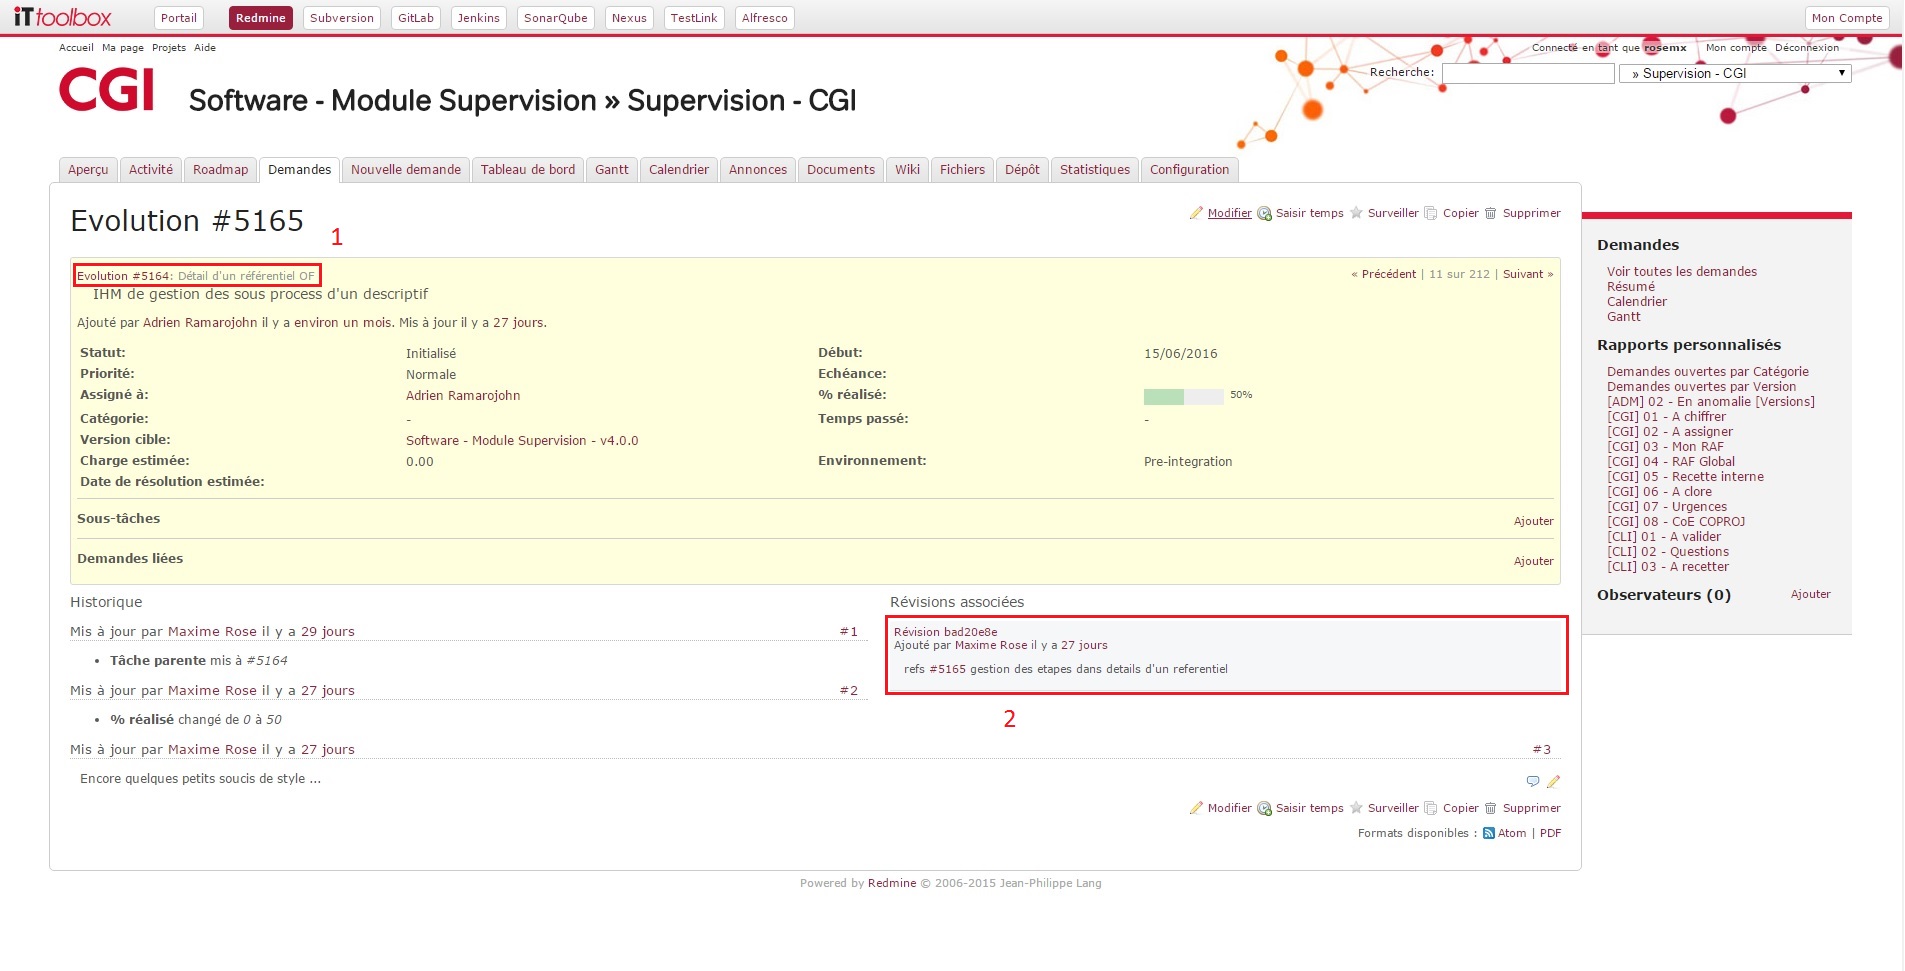 iT toolbox Portail Redmine Subversion GitLab Jenkins SonarQube Nexus TestLink Alfresco Mon Compte
Accueil Ma page Projets Aide Connecté en tant que rosemx Mon compte Déconnexion
Recherche: » Supervision - CGI
CGI Software - Module Supervision » Supervision - CGI
Aperçu Activité Roadmap Demandes Nouvelle demande Tableau de bord Gantt Calendrier Annonces Documents Wiki Fichiers Dépôt Statistiques Configuration
Evolution #5165
Modifier Saisir temps Surveiller Copier Supprimer
1
Evolution #5164: Détail d'un référentiel OF
« Précédent | 11 sur 212 | Suivant »
IHM de gestion des sous process d'un descriptif
Ajouté par Adrien Ramarojohn il y a environ un mois. Mis à jour il y a 27 jours.
Statut: Initialisé Début: 15/06/2016
Priorité: Normale Echéance:
Assigné à: Adrien Ramarojohn % réalisé: 50%
Catégorie: - Temps passé: -
Version cible: Software - Module Supervision - v4.0.0
Charge estimée: 0.00 Environnement: Pre-integration
Date de résolution estimée:
Sous-tâches Ajouter
Demandes liées Ajouter
Historique
Mis à jour par Maxime Rose il y a 29 jours #1
• Tâche parente mis à #5164
Mis à jour par Maxime Rose il y a 27 jours #2
• % réalisé changé de 0 à 50
Révisions associées
Révision bad20e8e
Ajouté par Maxime Rose il y a 27 jours
refs #5165 gestion des etapes dans details d'un referentiel
2
Mis à jour par Maxime Rose il y a 27 jours #3
Encore quelques petits soucis de style ...
Modifier Saisir temps Surveiller Copier Supprimer
Formats disponibles : Atom | PDF
Demandes
Voir toutes les demandes
Résumé
Calendrier
Gantt
Rapports personnalisés
Demandes ouvertes par Catégorie
Demandes ouvertes par Version
[ADM] 02 - En anomalie [Versions]
[CGI] 01 - A chiffrer
[CGI] 02 - A assigner
[CGI] 03 - Mon RAF
[CGI] 04 - RAF Global
[CGI] 05 - Recette interne
[CGI] 06 - A clore
[CGI] 07 - Urgences
[CGI] 08 - CoE COPROJ
[CLI] 01 - A valider
[CLI] 02 - Questions
[CLI] 03 - A recetter
Observateurs (0) Ajouter
Powered by Redmine © 2006-2015 Jean-Philippe Lang